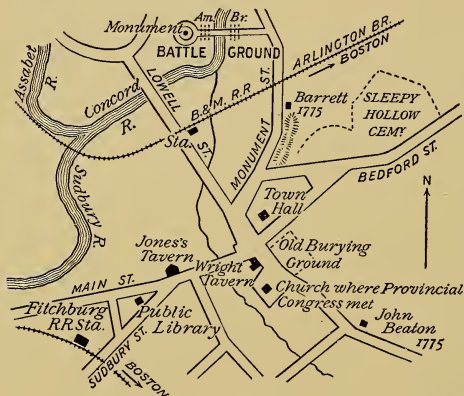 Am. Br.
Monument
BATTLE GROUND
ARLINGTON BR.
BOSTON
Assabet
R.
Concord
R.
LOWELL
ST.
B.& M. R.R
Sta.
MONUMENT
ST.
Barrett
1775
SLEEPY
HOLLOW
CEMY.
BEDFORD ST.
N
Sudbury R.
Town
Hall
Jones's
Tavern
Old Burying
Ground
MAIN ST.
Wright
Tavern
Church where Provincial
Congress met
Fitchburg
RR Sta.
Public
Library
SUDBURY ST.
BOSTON
John
Beaton
1775